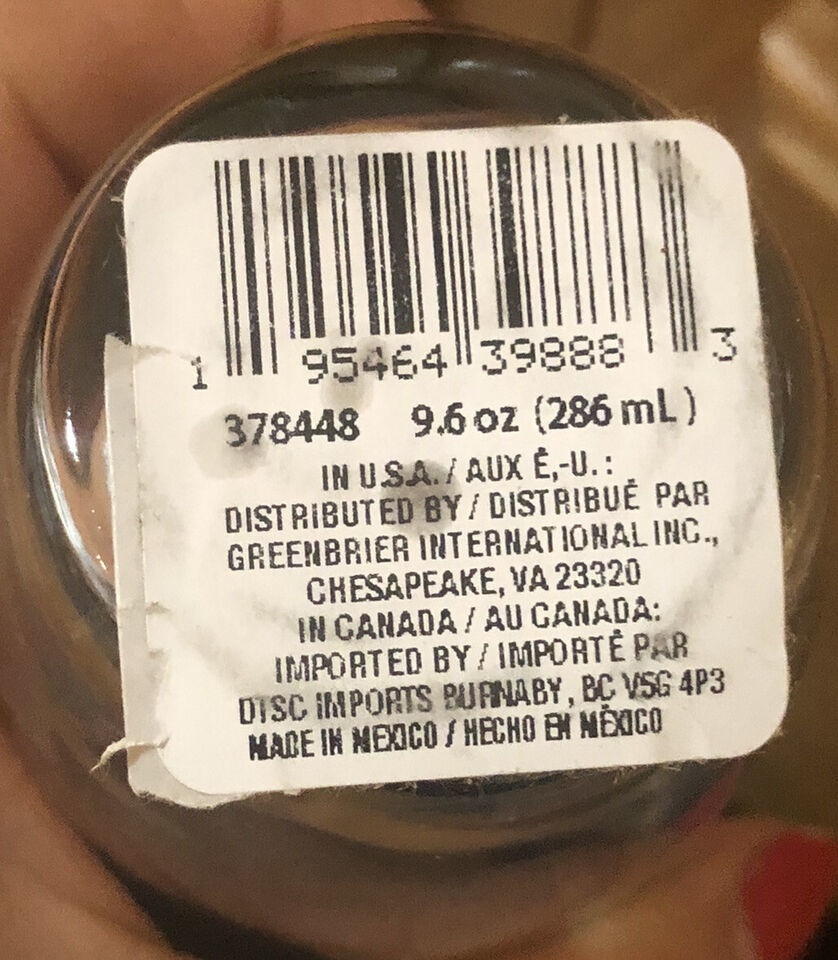 1 95464 39888 3
378448 9.6 oz (286 mL)
IN U.S.A. / AUX É,-U. :
DISTRIBUTED BY / DISTRIBUÉ PAR
GREENBRIER INTERNATIONAL INC.,
CHESAPEAKE, VA 23320
IN CANADA / AU CANADA:
IMPORTED BY / IMPORTÉ PAR
DISC IMPORTS BURNABY, BC V5G 4P3
MADE IN MEXICO / HECHO EN MÉXICO